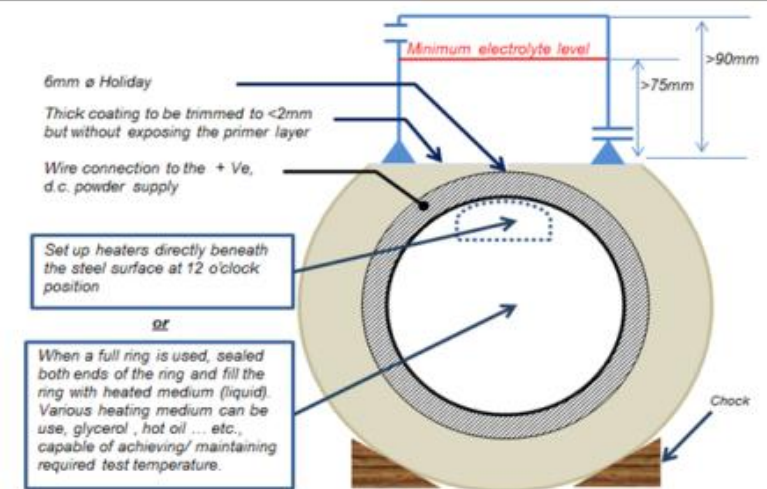 Minimum electrolyte level
>90mm
>75mm
6mm ø Holiday
Thick coating to be trimmed to <2mm
but without exposing the primer layer
Wire connection to the + Ve,
d.c. powder supply
Set up heaters directly beneath
the steel surface at 12 o'clock
position
or
When a full ring is used, sealed
both ends of the ring and fill the
ring with heated medium (liquid).
Various heating medium can be
use, glycerol , hot oil ... etc.,
capable of achieving/ maintaining
required test temperature.
Chock